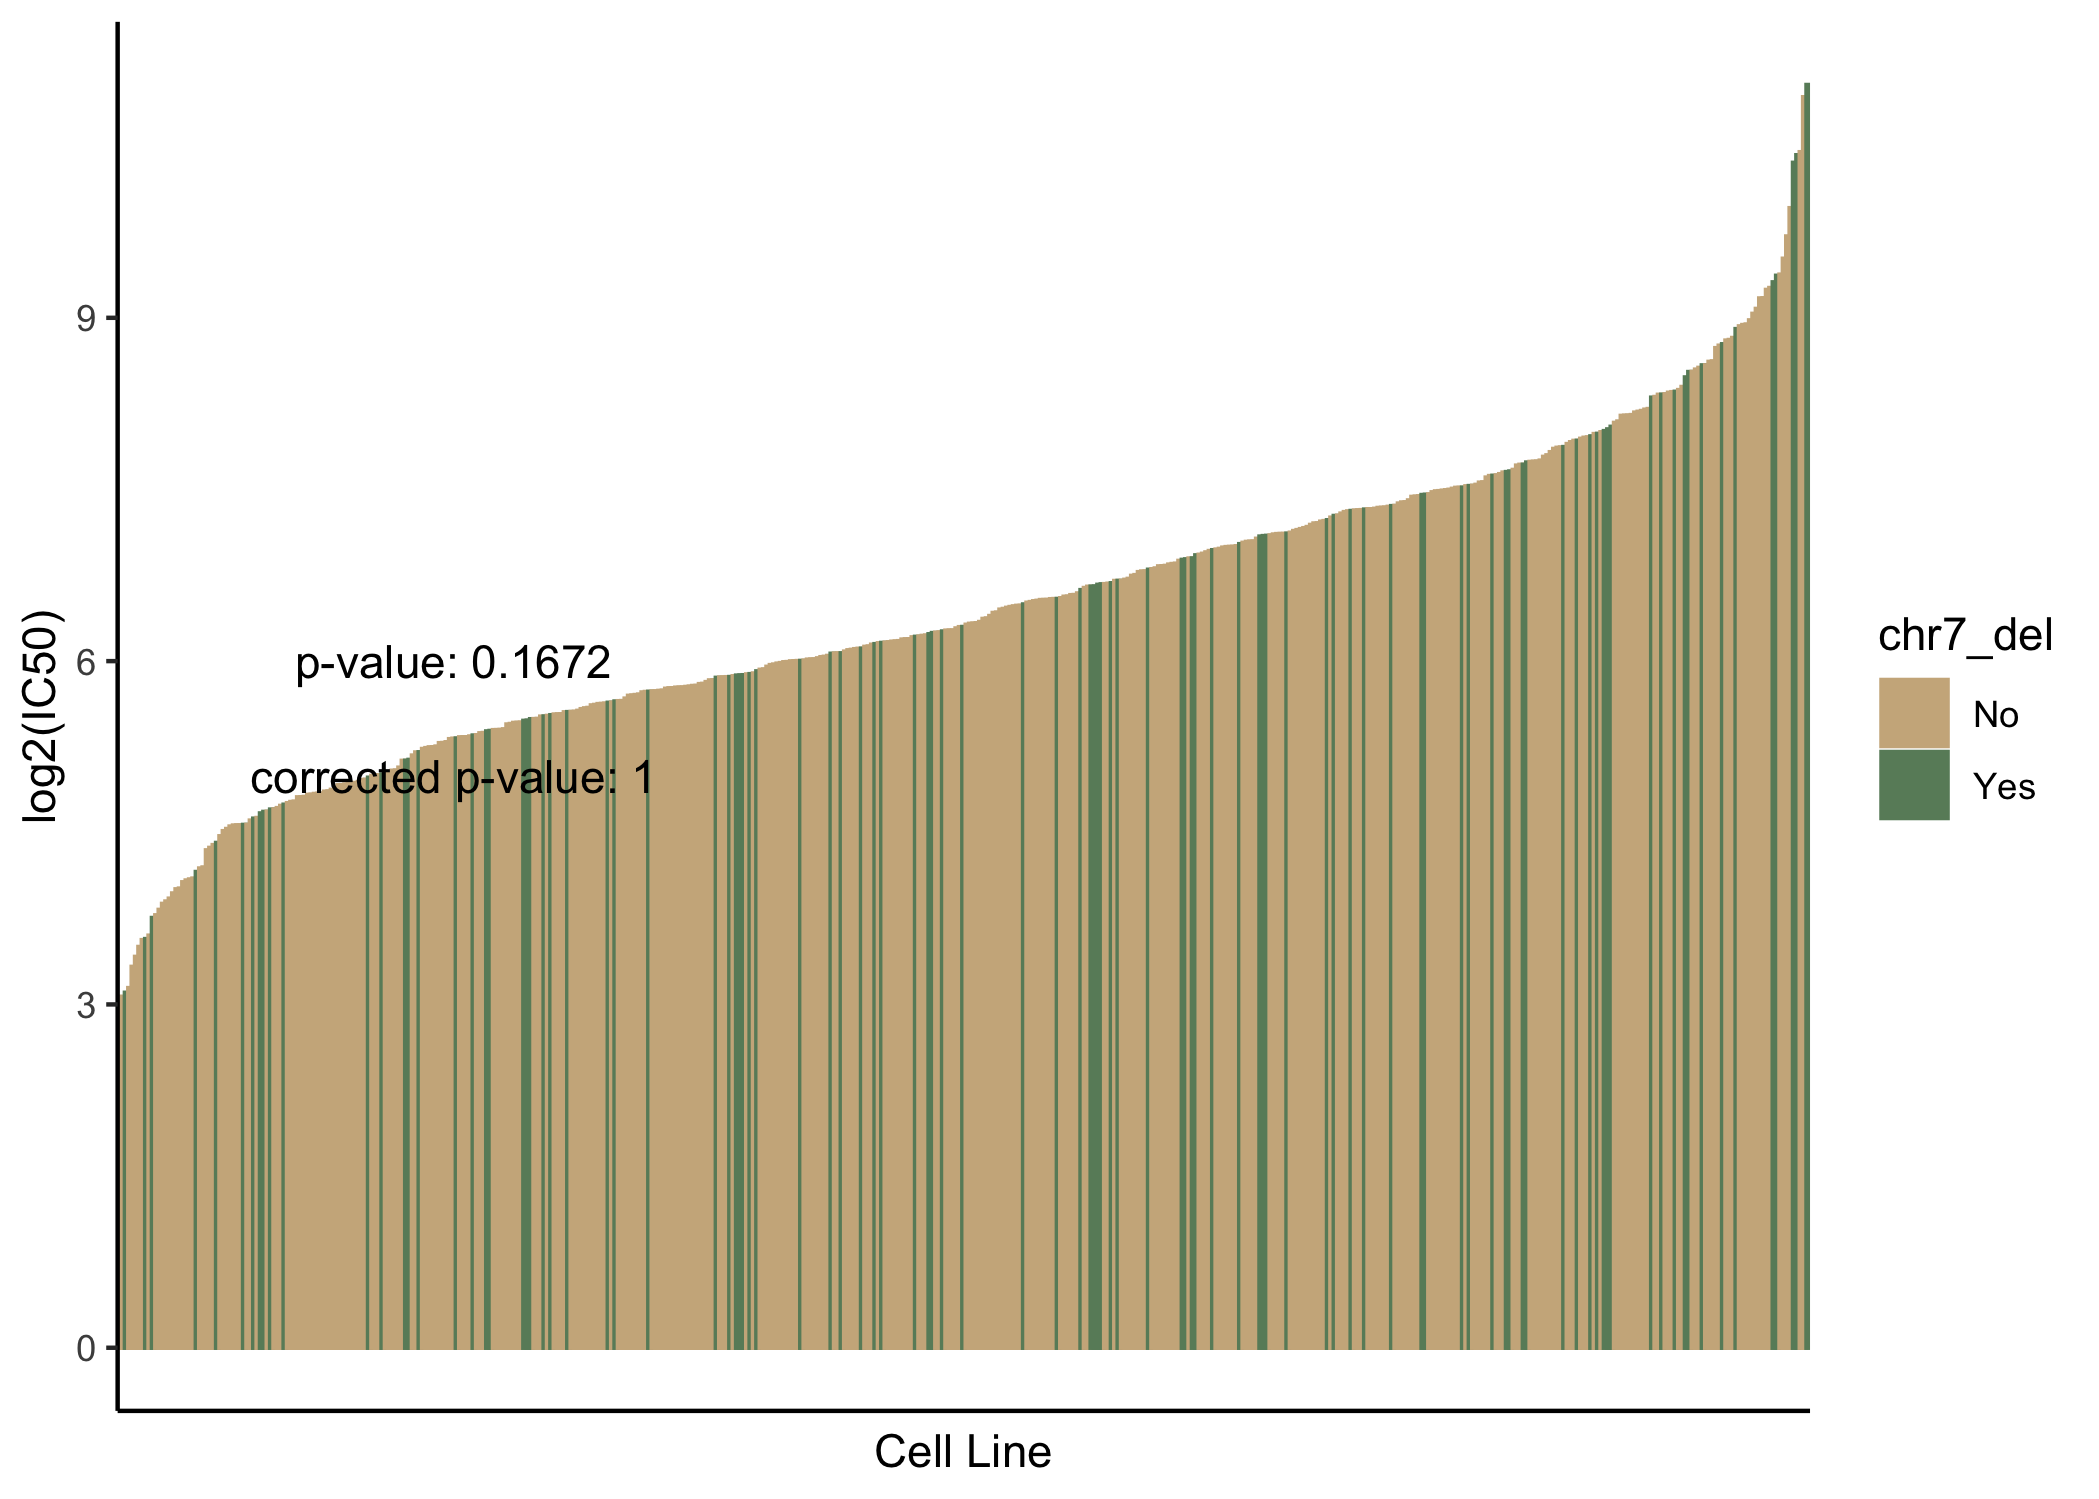 9
6
3
0
log2(IC50)
p-value: 0.1672
corrected p-value: 1
Cell Line
chr7_del
No
Yes